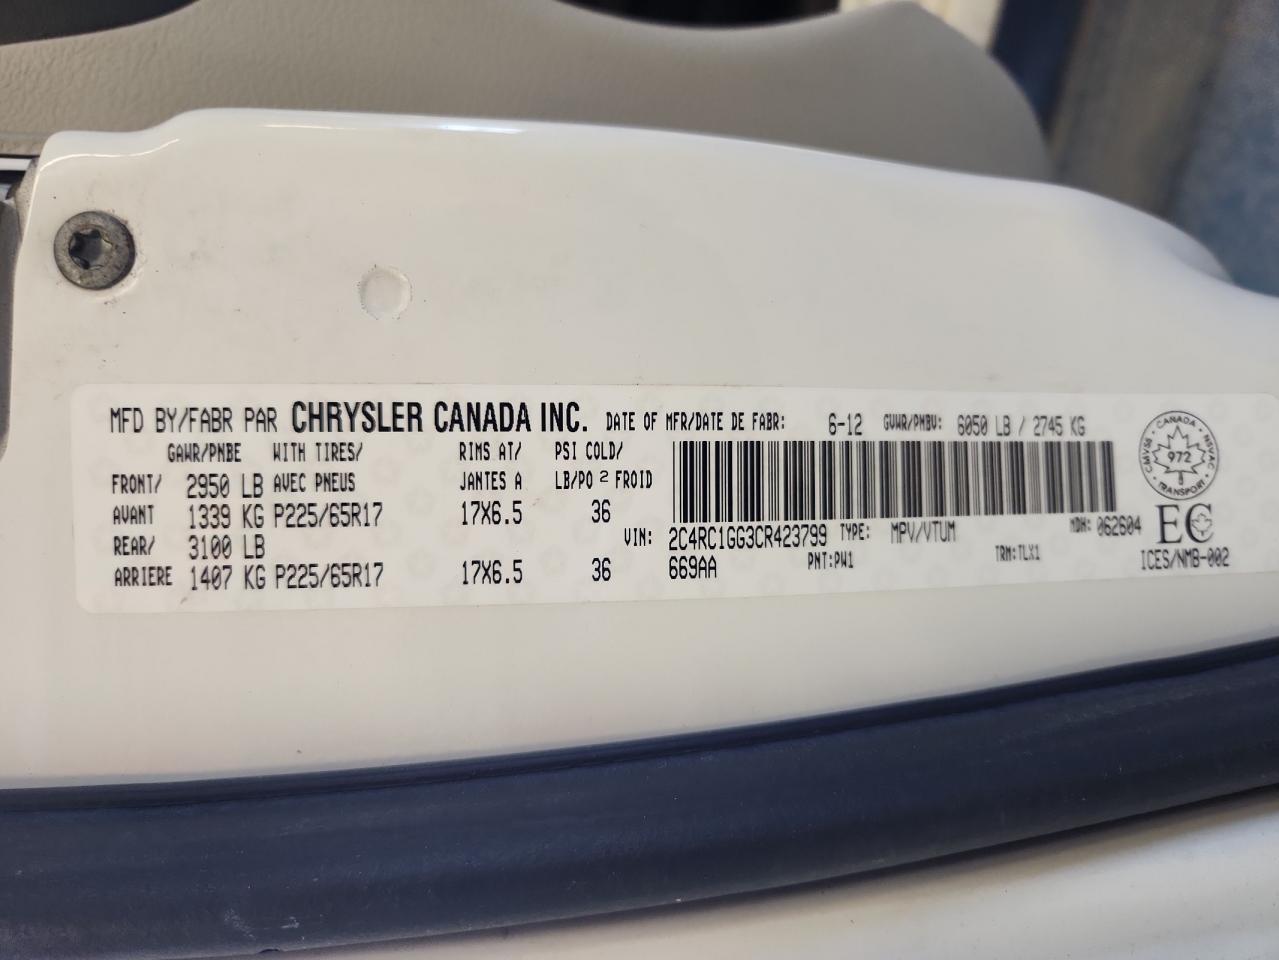 MFD BY/FABR PAR CHRYSLER CANADA INC. DATE OF MFR/DATE DE FABR: 6-12 GVWR/PNBV: 6050 LB / 2745 KG
GAWR/PNBE WITH TIRES/ RIMS AT/ PSI COLD/
FRONT/ 2950 LB AVEC PNEUS JANTES A LB/PO 2 FROID
AVANT 1339 KG P225/65R17 17X6.5 36
REAR/ 3100 LB
ARRIERE 1407 KG P225/65R17 17X6.5 36
VIN: 2C4RC1GG3CR423799 TYPE: MPV/VTUM MDH: 062604
669AA PNT:PW1 TRM:TLX1
CANADA
CMVSS NSVAC
972
TRANSPORT
EC
ICES/NMB-002